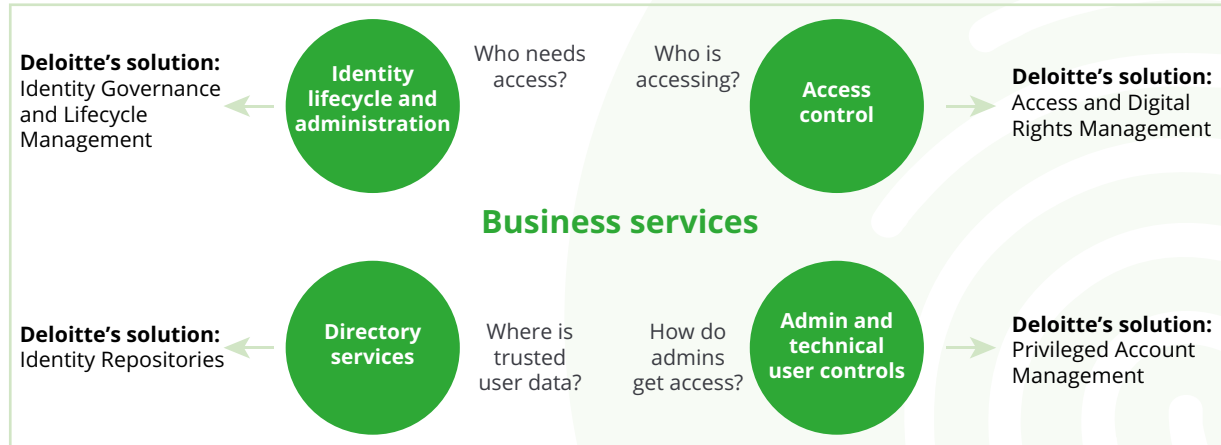 Deloitte’s solution:
Identity Governance
and Lifecycle
Management
Identity
lifecycle and
administration
Who needs
access?
Who is
accessing?
Access
control
Deloitte’s solution:
Access and Digital
Rights Management
Business services
Deloitte’s solution:
Identity Repositories
Directory
services
Where is
trusted
user data?
How do
admins
get access?
Admin and
technical
user controls
Deloitte’s solution:
Privileged Account
Management